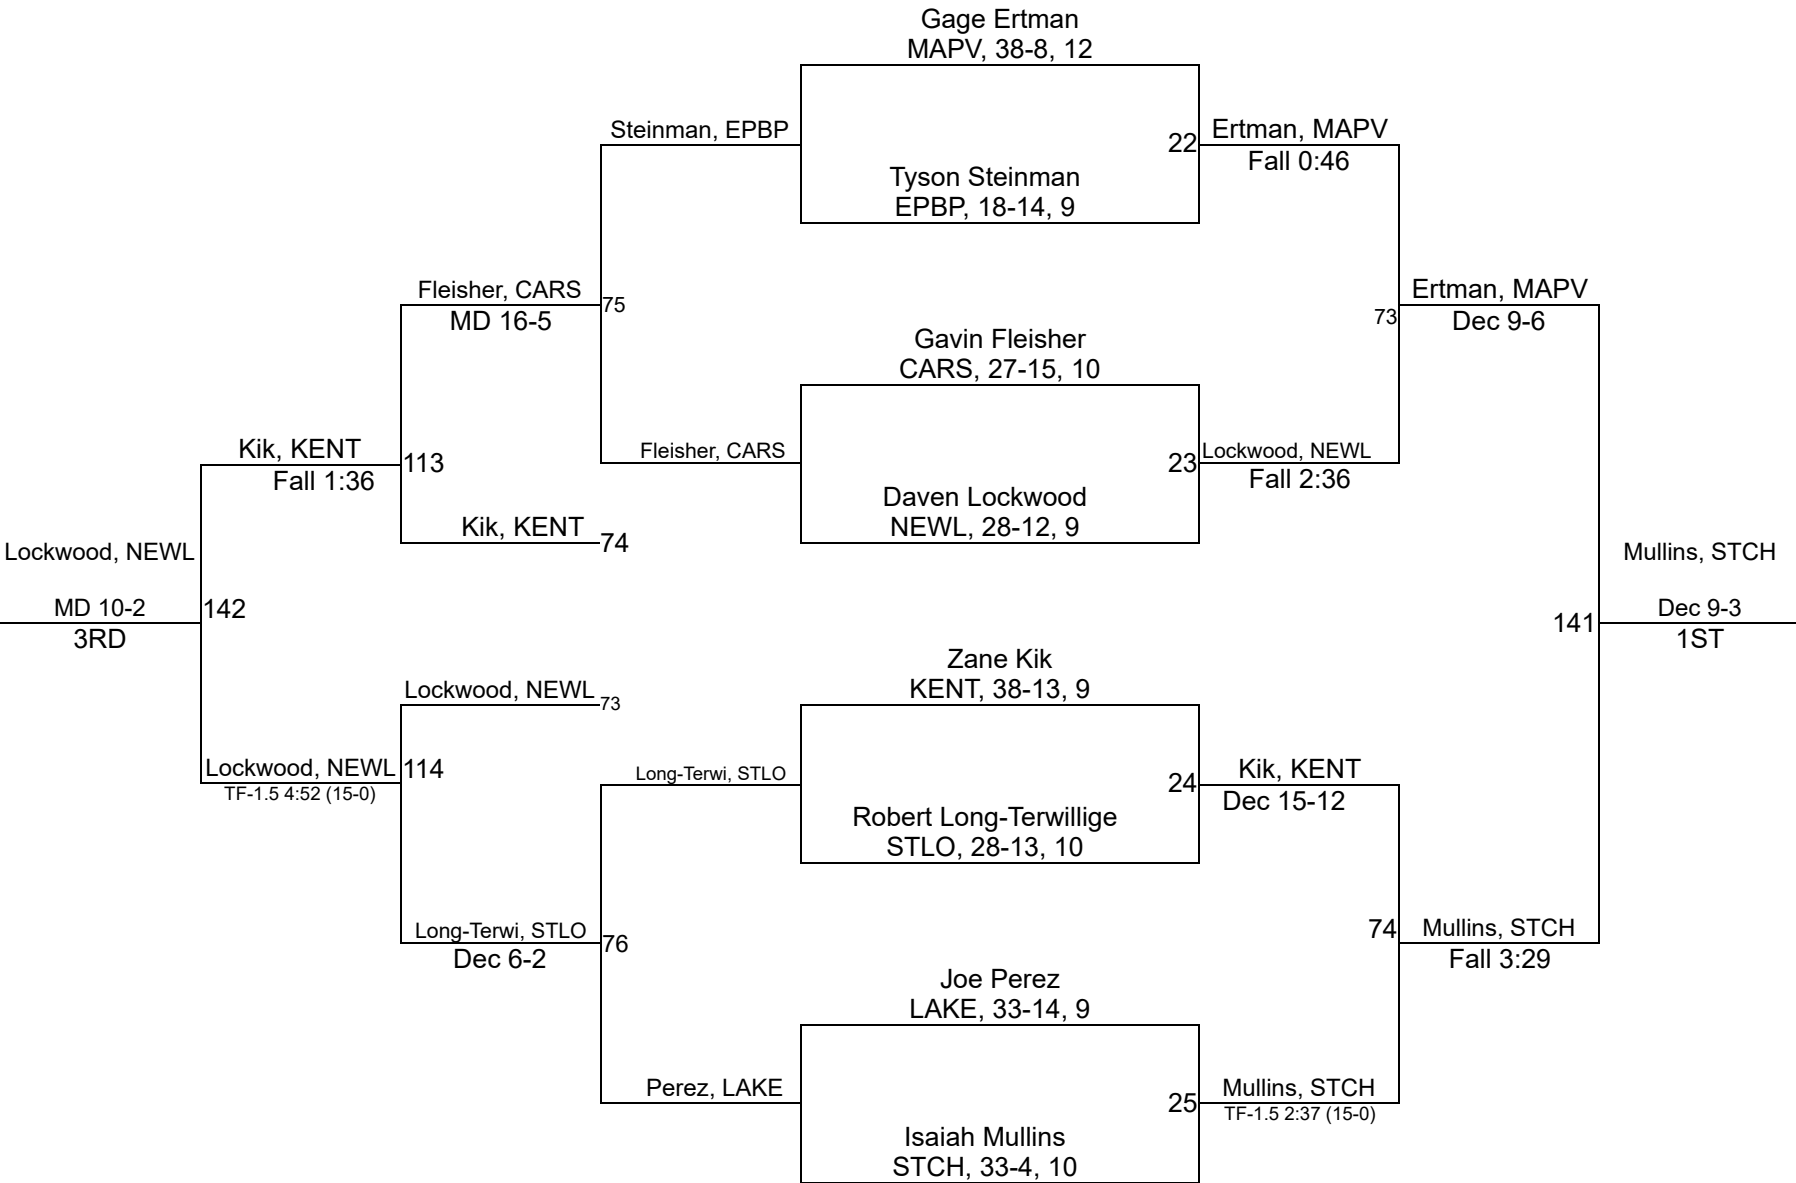 Gage Ertman
MAPV, 38-8, 12
Steinman, EPBP
22
Ertman, MAPV
Fall 0:46
Tyson Steinman
EPBP, 18-14, 9
Fleisher, CARS
MD 16-5
75
73
Ertman, MAPV
Dec 9-6
Gavin Fleisher
CARS, 27-15, 10
Kik, KENT
Fall 1:36
113
Fleisher, CARS
23
Lockwood, NEWL
Fall 2:36
Daven Lockwood
NEWL, 28-12, 9
Kik, KENT
74
Lockwood, NEWL
MD 10-2
3RD
142
Mullins, STCH
Dec 9-3
1ST
141
Zane Kik
KENT, 38-13, 9
Lockwood, NEWL
73
Lockwood, NEWL
TF-1.5 4:52 (15-0)
114
Long-Terwi, STLO
24
Kik, KENT
Dec 15-12
Robert Long-Terwillige
STLO, 28-13, 10
Long-Terwi, STLO
Dec 6-2
76
74
Mullins, STCH
Fall 3:29
Joe Perez
LAKE, 33-14, 9
Perez, LAKE
25
Mullins, STCH
TF-1.5 2:37 (15-0)
Isaiah Mullins
STCH, 33-4, 10